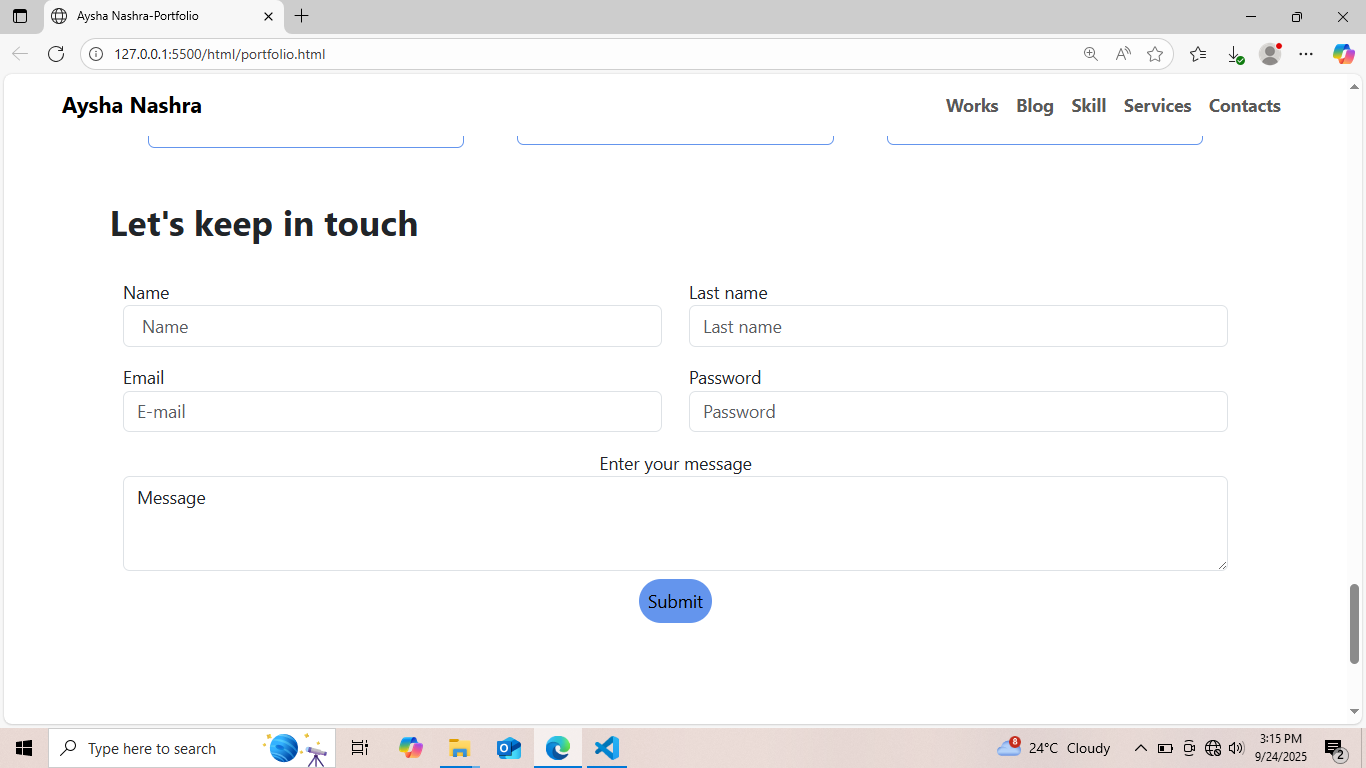 Aysha Nashra-Portfolio
127.0.0.1:5500/html/portfolio.html
Aysha Nashra
Works Blog Skill Services Contacts
Let's keep in touch
Name Last name
Name Last name
Email Password
E-mail Password
Enter your message
Message
Submit
Type here to search
8
24°C Cloudy
3:15 PM
9/24/2025
2